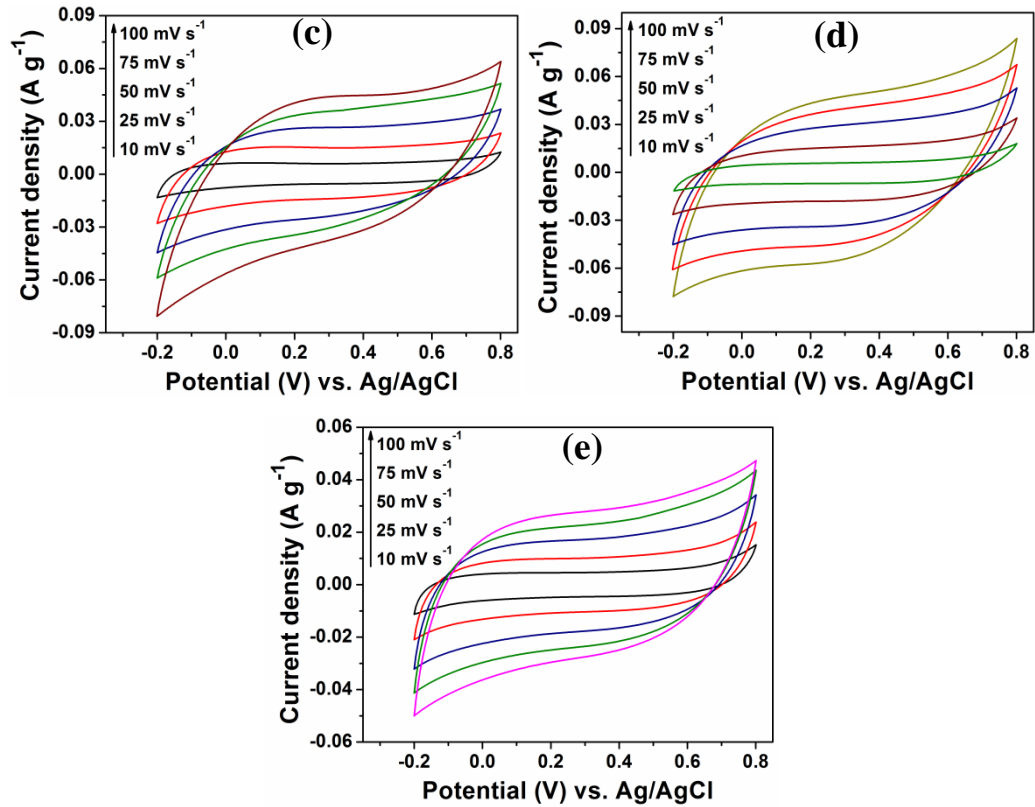 (c)
100 mV s⁻¹
75 mV s⁻¹
50 mV s⁻¹
25 mV s⁻¹
10 mV s⁻¹
0.09
0.06
0.03
0.00
-0.03
-0.06
-0.09
Current density (A g⁻¹)
-0.2 0.0 0.2 0.4 0.6 0.8
Potential (V) vs. Ag/AgCl
(d)
100 mV s⁻¹
75 mV s⁻¹
50 mV s⁻¹
25 mV s⁻¹
10 mV s⁻¹
0.09
0.06
0.03
0.00
-0.03
-0.06
-0.09
Current density (A g⁻¹)
-0.2 0.0 0.2 0.4 0.6 0.8
Potential (V) vs. Ag/AgCl
(e)
100 mV s⁻¹
75 mV s⁻¹
50 mV s⁻¹
25 mV s⁻¹
10 mV s⁻¹
0.06
0.04
0.02
0.00
-0.02
-0.04
-0.06
Current density (A g⁻¹)
-0.2 0.0 0.2 0.4 0.6 0.8
Potential (V) vs. Ag/AgCl